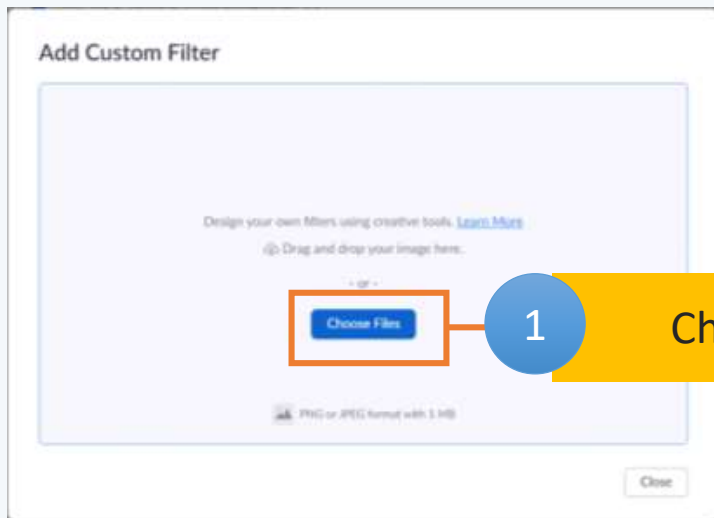 Add Custom Filter
Design your own filters using creative tools. Learn More
Drag and drop your image here.
- or -
Choose Files
1
Ch
PNG or JPEG format with 1 MB
Close